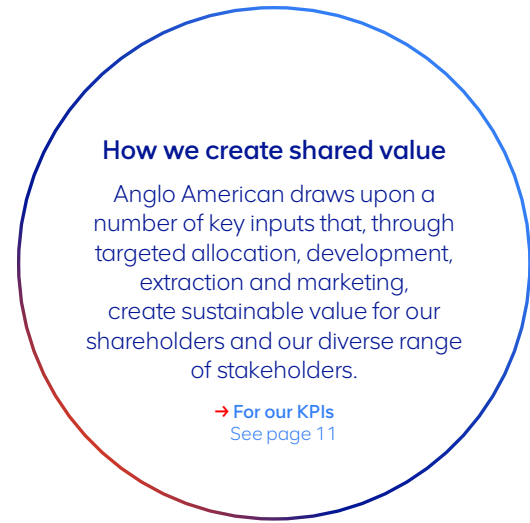 How we create shared value
Anglo American draws upon a
number of key inputs that, through
targeted allocation, development,
extraction and marketing,
create sustainable value for our
shareholders and our diverse range
of stakeholders.
→ For our KPIs
See page 11